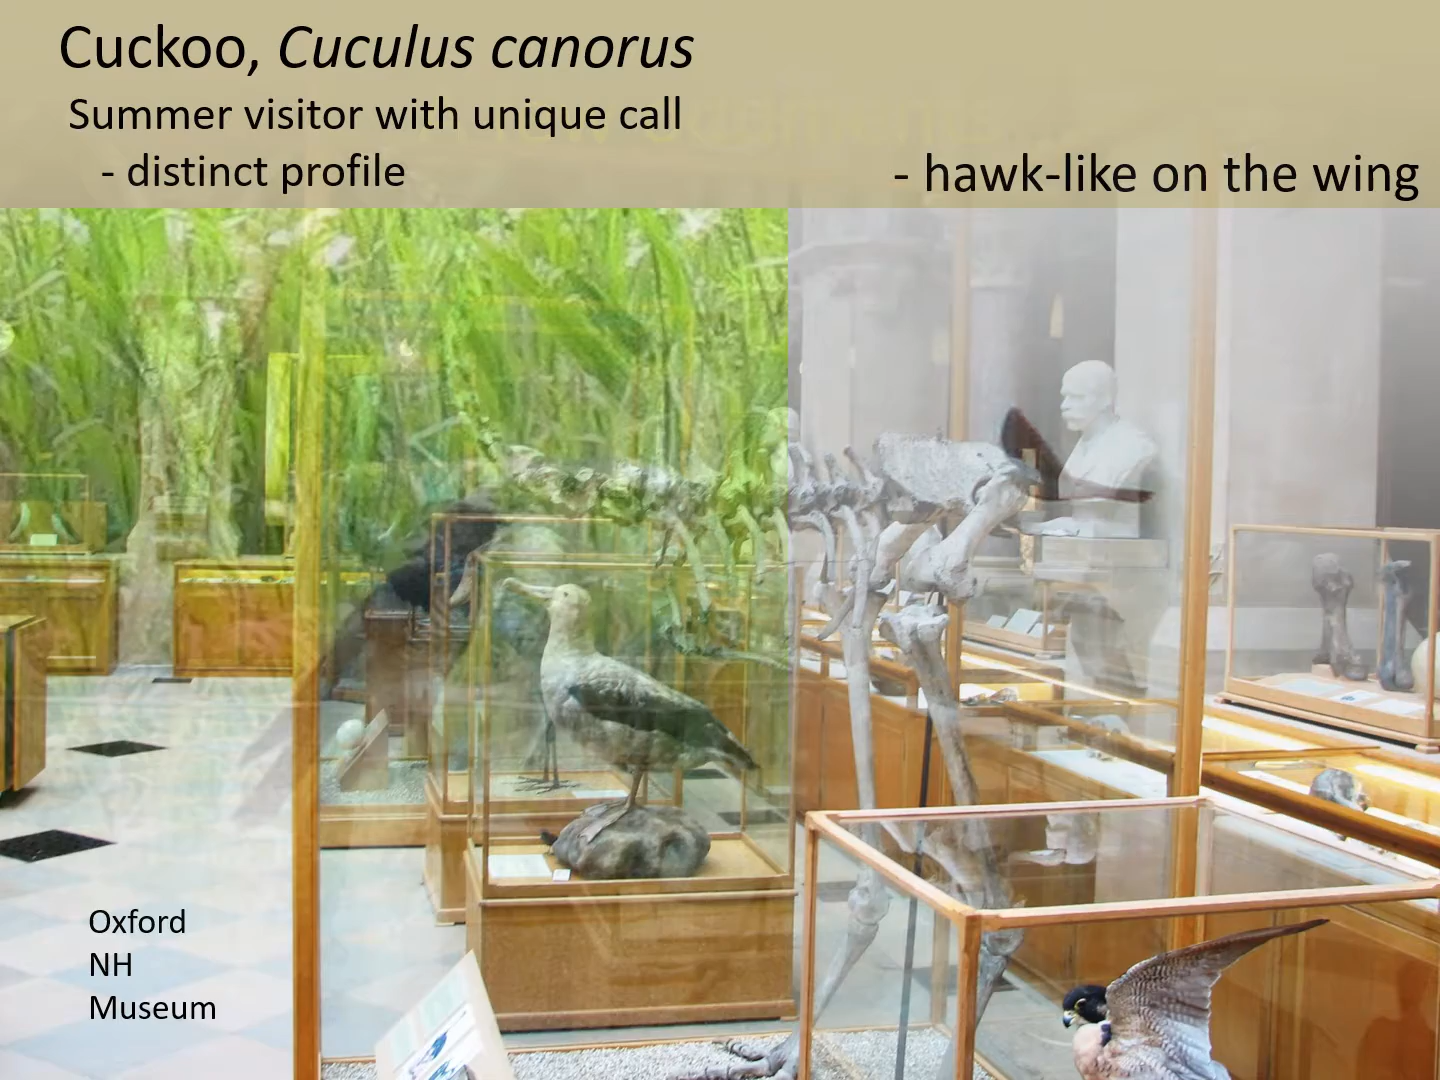 Cuckoo, Cuculus canorus
Summer visitor with unique call
- distinct profile
- hawk-like on the wing
Oxford
NH
Museum